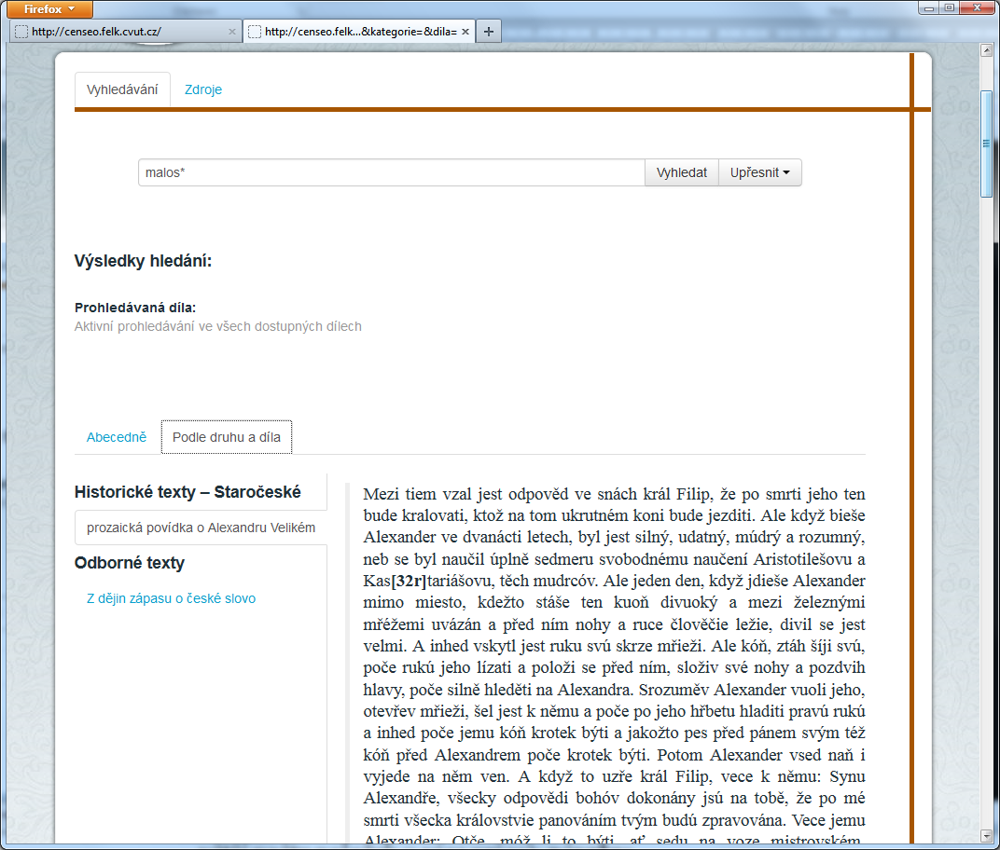 Firefox
http://censeo.felk.cvut.cz/
http://censeo.felk...&kategorie=&dila=
Vyhledávání
Zdroje
malos*
Vyhledat
Upřesnit
Výsledky hledání:
Prohledávaná díla:
Aktivní prohledávání ve všech dostupných dílech
Abecedně
Podle druhu a díla
Historické texty – Staročeské
prozaická povídka o Alexandru Velikém
Odborné texty
Z dějin zápasu o české slovo
Mezi tiem vzal jest odpověd ve snách král Filip, že po smrti jeho ten
bude kralovati, ktož na tom ukrutném koni bude jezditi. Ale když bieše
Alexander ve dvanácti letech, byl jest silný, udatný, múdrý a rozumný,
neb se byl naučil úplně sedmeru svobodnému naučení Aristotilešovu a
Kas[32r]tariášovu, těch mudrcóv. Ale jeden den, když jdieše Alexander
mimo miesto, kdežto stáše ten kuoň divuoký a mezi železnými
mřéžemi uvázán a před ním nohy a ruce člověčie ležie, divil se jest
velmi. A inhed vskytl jest ruku svú skrze mřieži. Ale kóň, ztáh šíji svú,
poče rukú jeho lízati a položi se před ním, složiv své nohy a pozdvih
hlavy, poče silně hleděti na Alexandra. Srozuměv Alexander vuoli jeho,
otevřev mřieži, šel jest k němu a poče po jeho hřbetu hladiti pravú rukú
a inhed poče jemu kóň krotek býti a jakožto pes před pánem svým též
kóň před Alexandrem poče krotek býti. Potom Alexander vsed naň i
vyjede na něm ven. A když to uzře král Filip, vece k němu: Synu
Alexandře, všecky odpovědi bohóv dokonány jsú na tobě, že po mé
smrti všecka královstvie panováním tvým budú zpravována. Vece jemu
Alexander: Otče, móž li to býti, ať sedu na voze mistrovském,